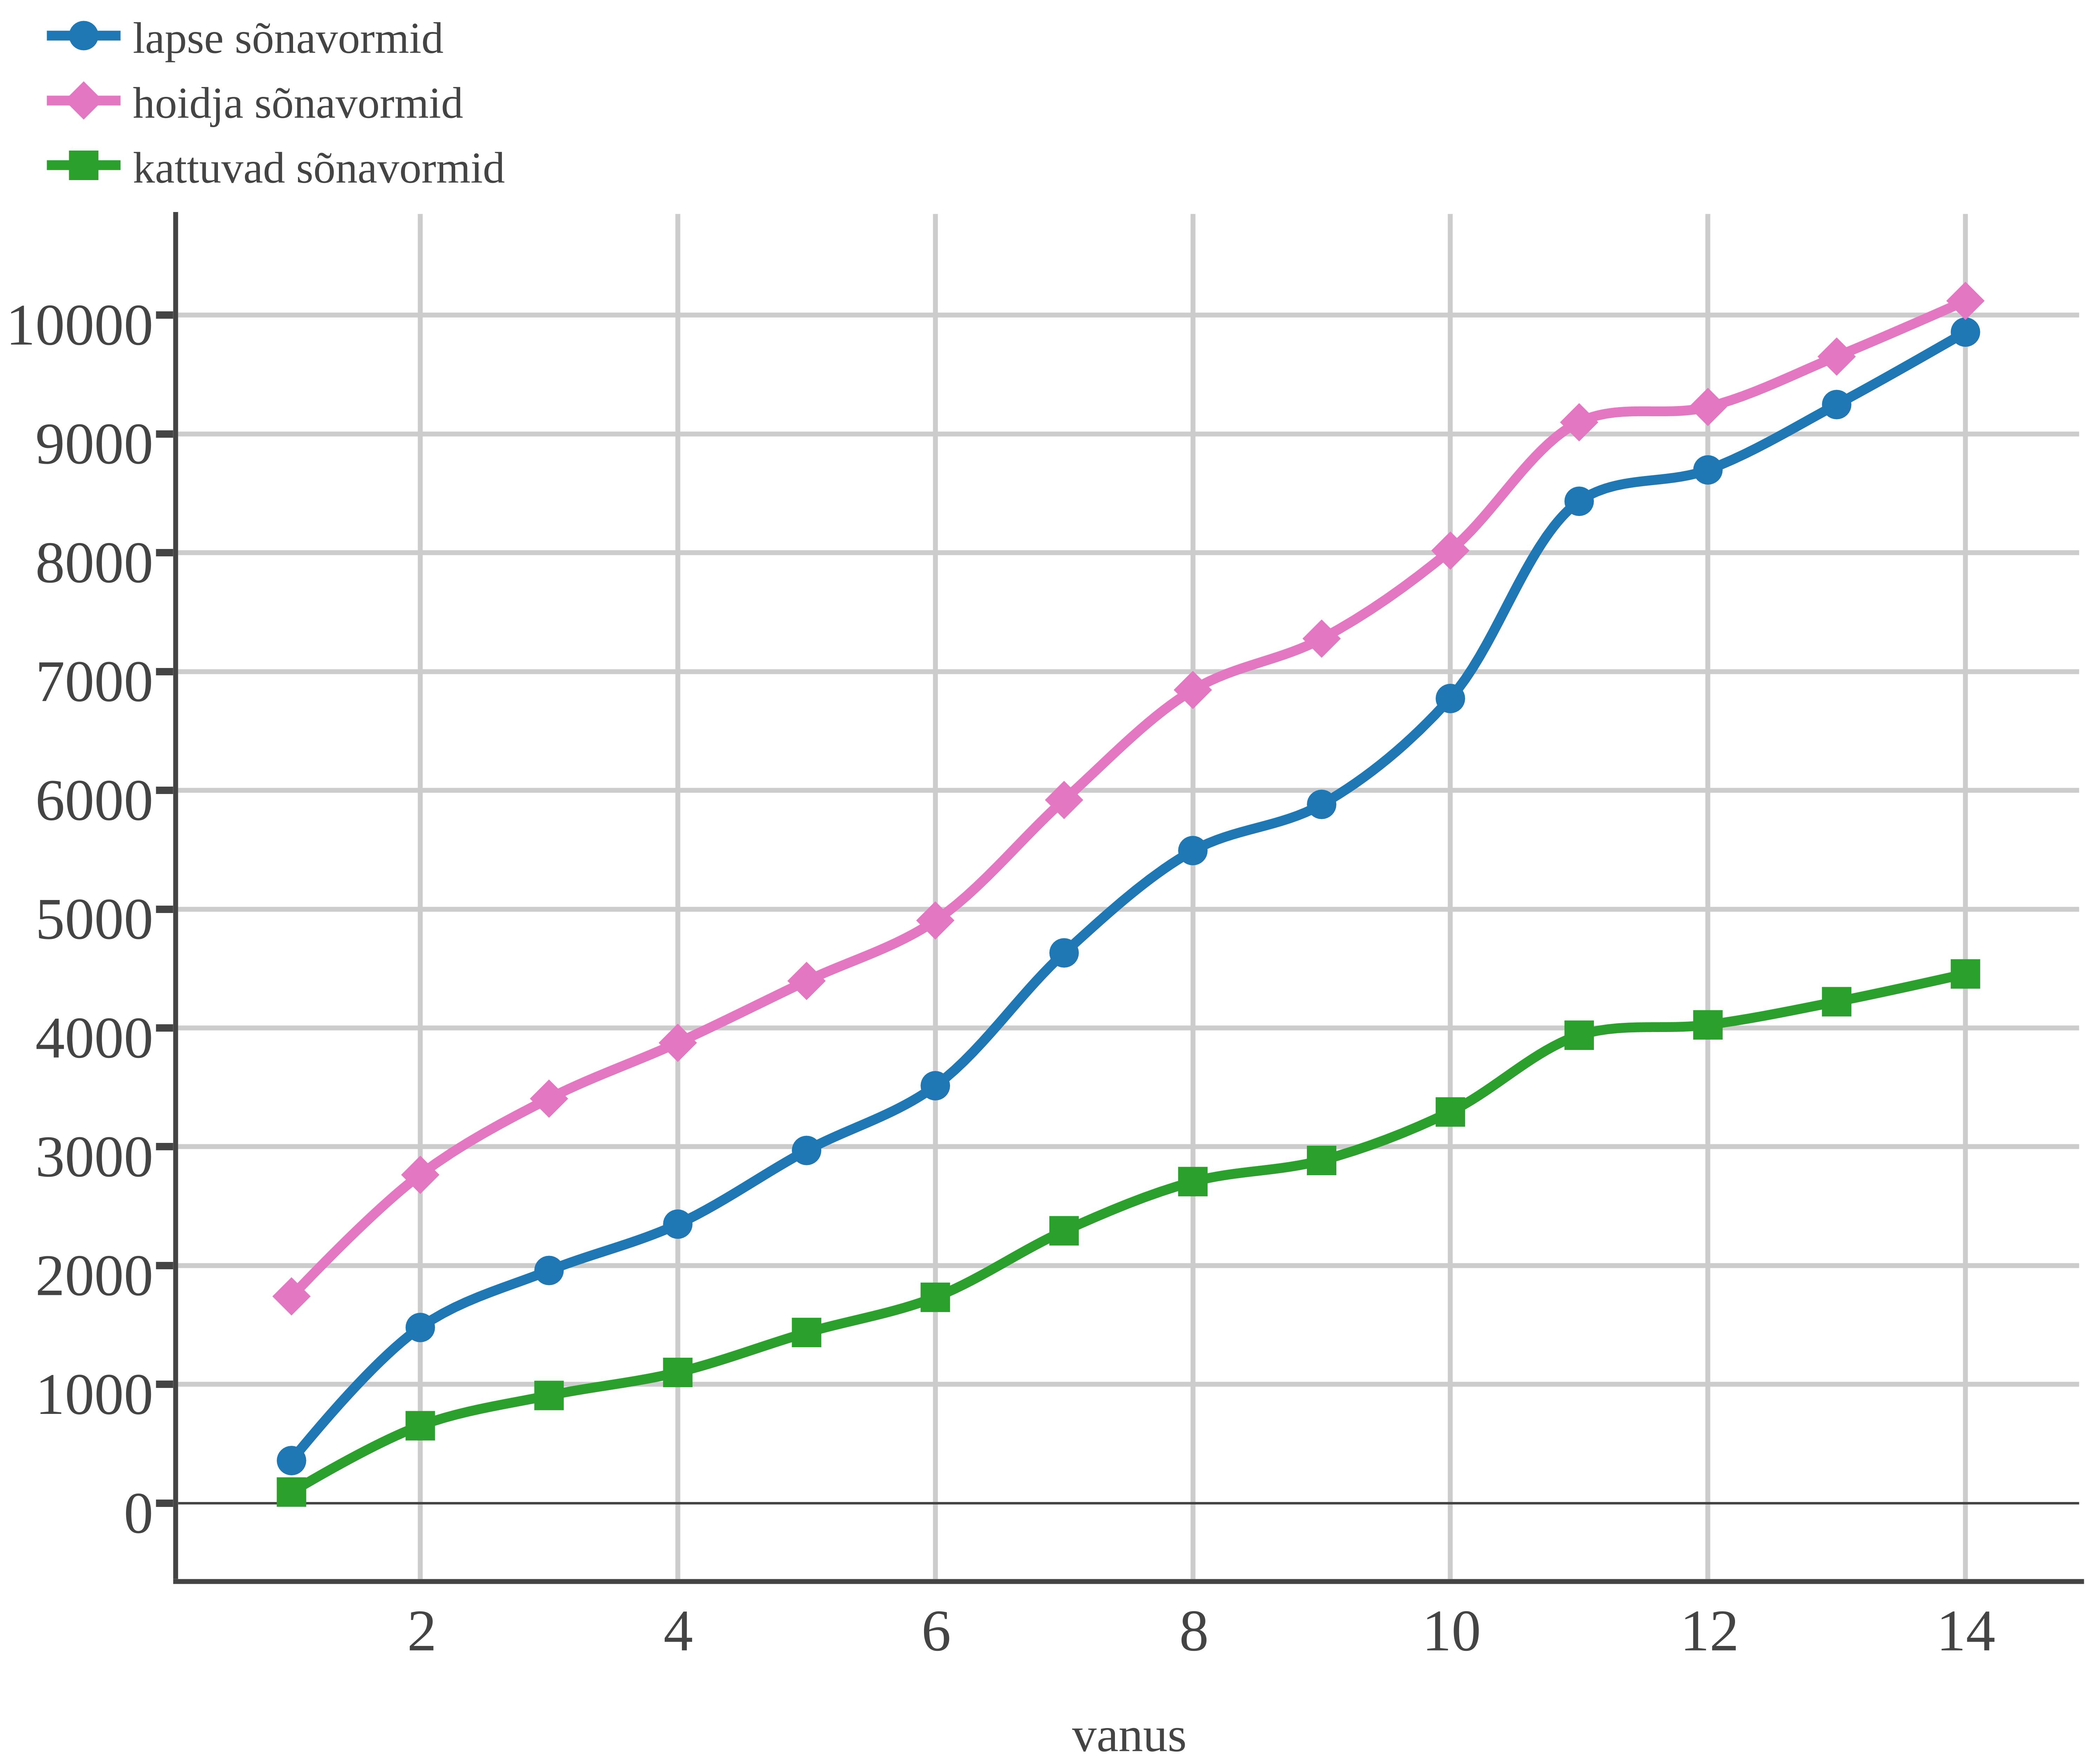 lapse sõnavormid
hoidja sõnavormid
kattuvad sõnavormid
10000
9000
8000
7000
6000
5000
4000
3000
2000
1000
0
2 4 6 8 10 12 14
vanus